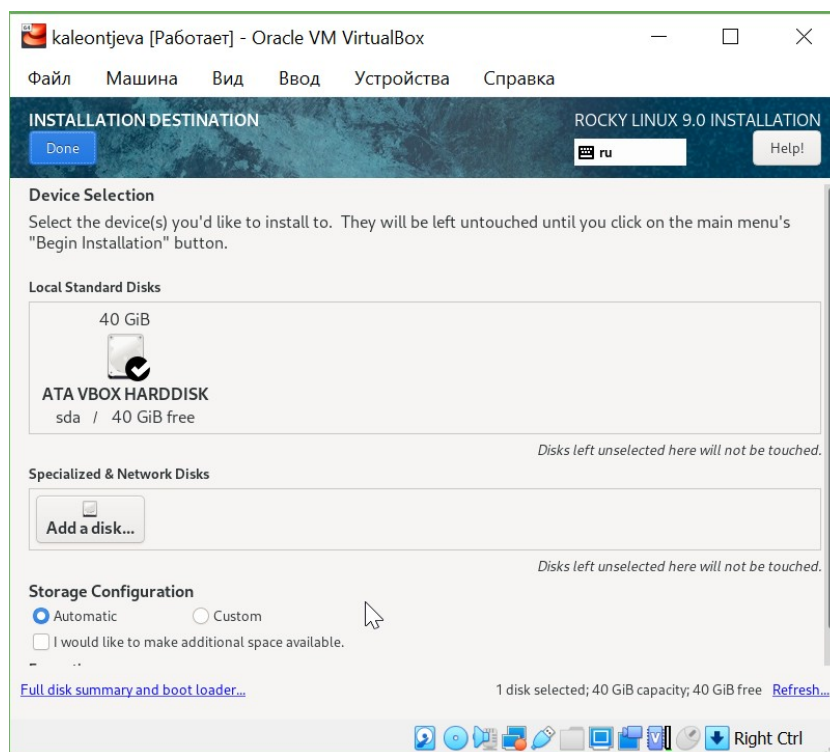 kaleontjeva [Работает] - Oracle VM VirtualBox
Файл Машина Вид Ввод Устройства Справка
INSTALLATION DESTINATION
ROCKY LINUX 9.0 INSTALLATION
Done
ru
Help!
Device Selection
Select the device(s) you'd like to install to. They will be left untouched until you click on the main menu's
"Begin Installation" button.
Local Standard Disks
40 GiB
ATA VBOX HARDDISK
sda / 40 GiB free
Disks left unselected here will not be touched.
Specialized & Network Disks
Add a disk...
Disks left unselected here will not be touched.
Storage Configuration
Automatic Custom
I would like to make additional space available.
Full disk summary and boot loader...
1 disk selected; 40 GiB capacity; 40 GiB free Refresh...
Right Ctrl